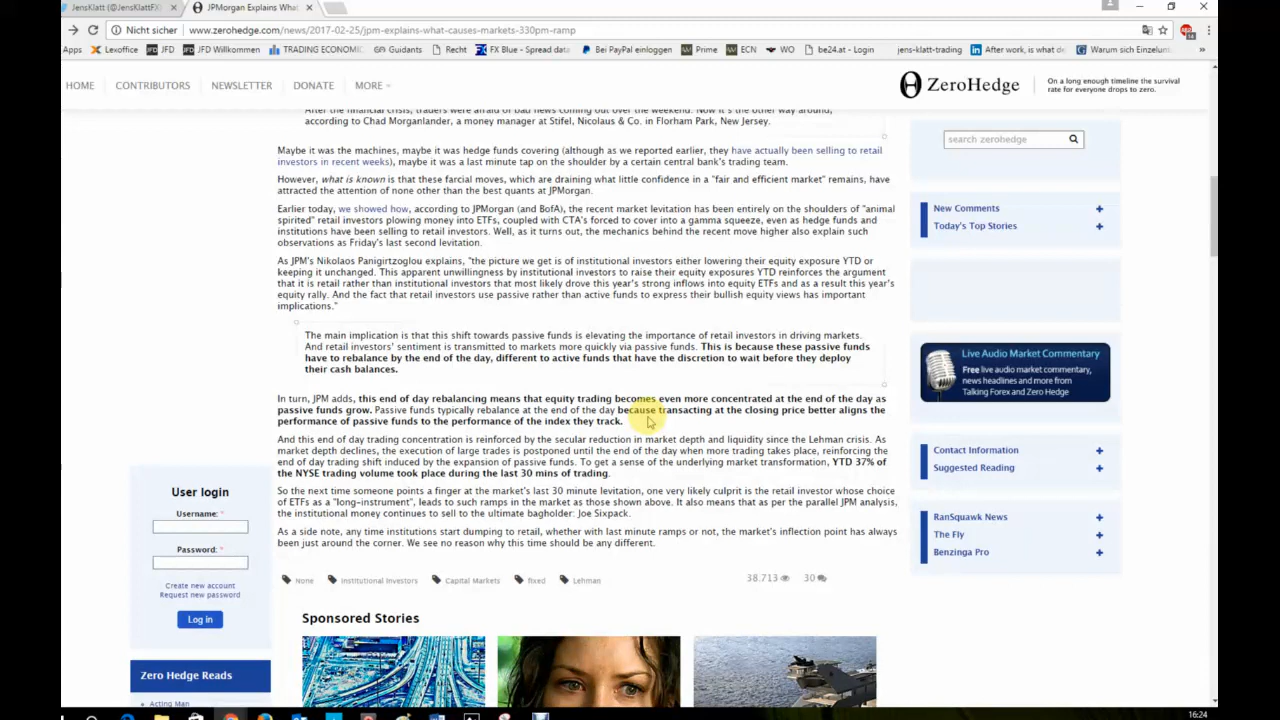 JensKlatt (@JensKlattFX
JPMorgan Explains Wha
Nicht sicher
www.zerohedge.com/news/2017-02-25/jpm-explains-what-causes-markets-330pm-ramp
Apps Lexoffice JFD JFD Willkommen TRADING ECONOMIC Guidants Recht FX Blue - Spread data Bei PayPal einloggen Prime ECN WO be24.at - Login jens-klatt-trading After work, is what de Warum sich Einzelunt »
HOME CONTRIBUTORS NEWSLETTER DONATE MORE
ZeroHedge
On a long enough timeline the survival
rate for everyone drops to zero.
After the financial crisis, traders were afraid of bad news coming out over the weekend. Now it's the other way around,
according to Chad Morganlander, a money manager at Stifel, Nicolaus & Co. in Florham Park, New Jersey.
Maybe it was the machines, maybe it was hedge funds covering (although as we reported earlier, they have actually been selling to retail
investors in recent weeks), maybe it was a last minute tap on the shoulder by a certain central bank's trading team.
However, what is known is that these farcial moves, which are draining what little confidence in a "fair and efficient market" remains, have
attracted the attention of none other than the best quants at JPMorgan.
Earlier today, we showed how, according to JPMorgan (and BofA), the recent market levitation has been entirely on the shoulders of "animal
spirited" retail investors plowing money into ETFs, coupled with CTA's forced to cover into a gamma squeeze, even as hedge funds and
institutions have been selling to retail investors. Well, as it turns out, the mechanics behind the recent move higher also explain such
observations as Friday's last second levitation.
As JPM's Nikolaos Panigirtzoglou explains, "the picture we get is of institutional investors either lowering their equity exposure YTD or
keeping it unchanged. This apparent unwillingness by institutional investors to raise their equity exposures YTD reinforces the argument
that it is retail rather than institutional investors that most likely drove this year's strong inflows into equity ETFs and as a result this year's
equity rally. And the fact that retail investors use passive rather than active funds to express their bullish equity views has important
implications."
The main implication is that this shift towards passive funds is elevating the importance of retail investors in driving markets.
And retail investors' sentiment is transmitted to markets more quickly via passive funds. This is because these passive funds
have to rebalance by the end of the day, different to active funds that have the discretion to wait before they deploy
their cash balances.
In turn, JPM adds, this end of day rebalancing means that equity trading becomes even more concentrated at the end of the day as
passive funds grow. Passive funds typically rebalance at the end of the day because transacting at the closing price better aligns the
performance of passive funds to the performance of the index they track.
And this end of day trading concentration is reinforced by the secular reduction in market depth and liquidity since the Lehman crisis. As
market depth declines, the execution of large trades is postponed until the end of the day when more trading takes place, reinforcing the
end of day trading shift induced by the expansion of passive funds. To get a sense of the underlying market transformation, YTD 37% of
the NYSE trading volume took place during the last 30 mins of trading.
So the next time someone points a finger at the market's last 30 minute levitation, one very likely culprit is the retail investor whose choice
of ETFs as a "long-instrument", leads to such ramps in the market as those shown above. It also means that as per the parallel JPM analysis,
the institutional money continues to sell to the ultimate bagholder: Joe Sixpack.
As a side note, any time institutions start dumping to retail, whether with last minute ramps or not, the market's inflection point has always
been just around the corner. We see no reason why this time should be any different.
None Institutional Investors Capital Markets fixed Lehman
38.713 30
Sponsored Stories
User login
Username: *
Password: *
Create new account
Request new password
Log in
Zero Hedge Reads
Acting Man
search zerohedge
New Comments +
Today's Top Stories +
Live Audio Market Commentary
Free live audio market commentary,
news headlines and more from
Talking Forex and Zero Hedge
Contact Information +
Suggested Reading +
RanSquawk News +
The Fly +
Benzinga Pro +
16:24